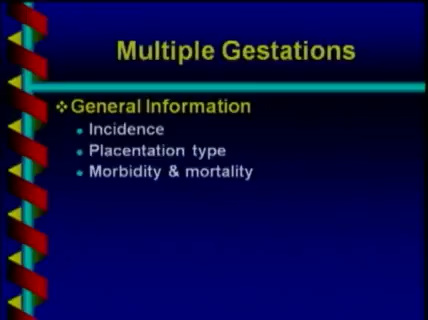 Multiple Gestations
General Information
Incidence
Placentation type
Morbidity & mortality